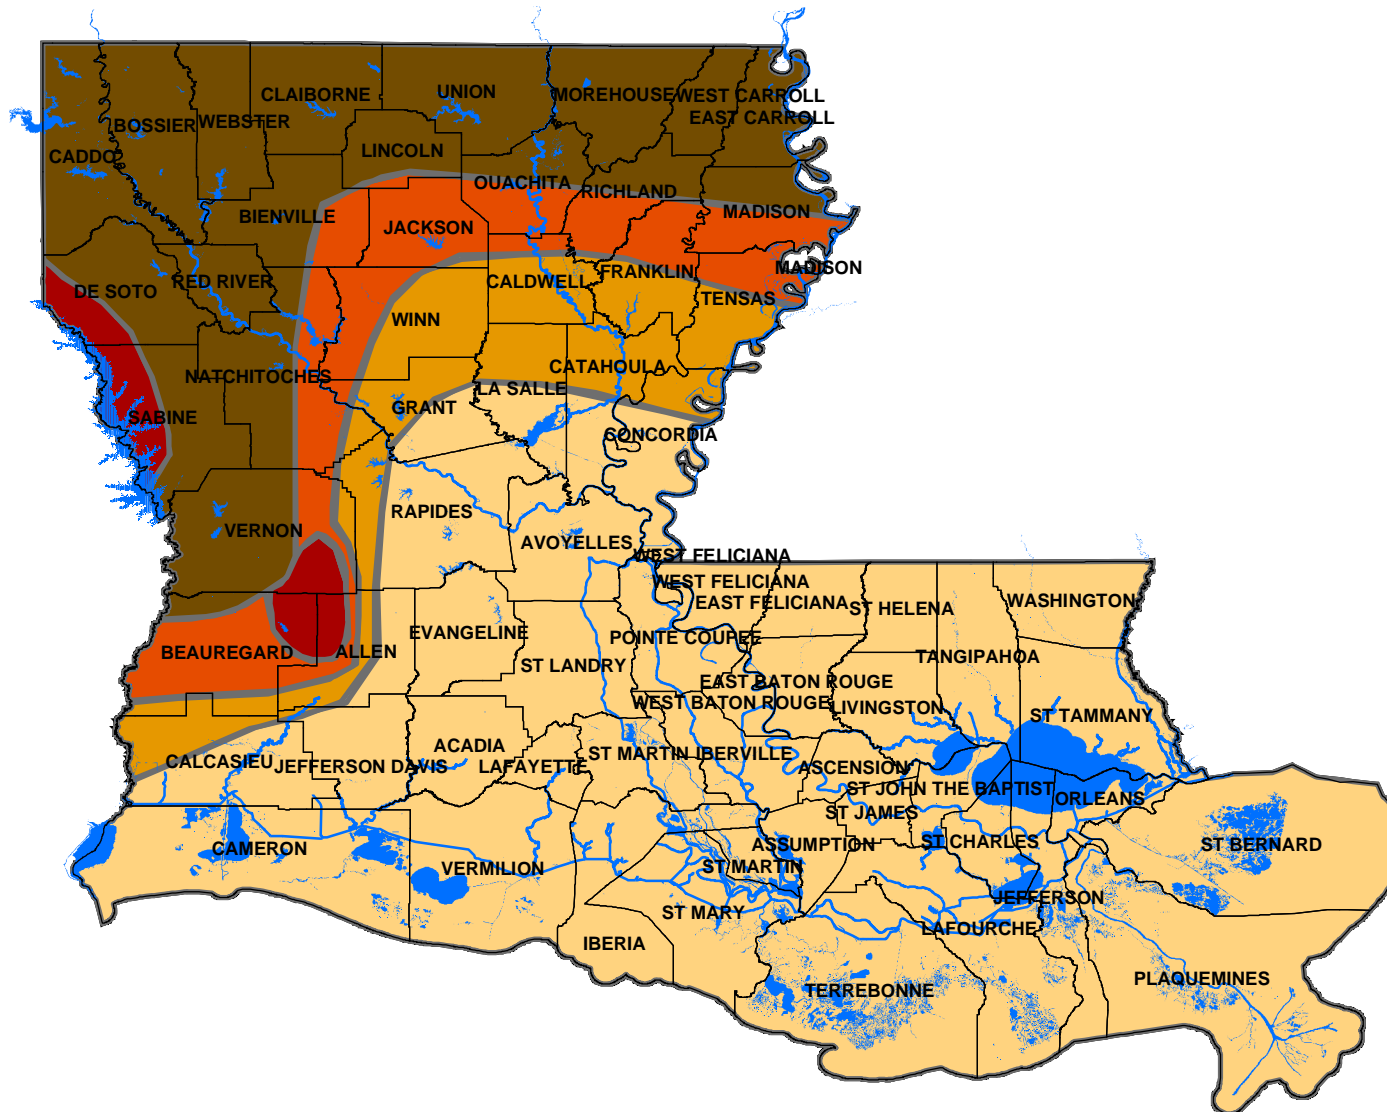 CLAIBORNE
UNION
MOREHOUSE
WEST CARROLL
EAST CARROLL
BOSSIER
WEBSTER
CADDO
LINCOLN
OUACHITA
RICHLAND
MADISON
BIENVILLE
JACKSON
MADISON
DE SOTO
RED RIVER
CALDWELL
FRANKLIN
TENSAS
WINN
NATCHITOCHES
CATAHOULA
LA SALLE
SABINE
GRANT
CONCORDIA
VERNON
RAPIDES
AVOYELLES
WEST FELICIANA
WEST FELICIANA
EAST FELICIANA
ST HELENA
WASHINGTON
EVANGELINE
POINTE COUPEE
BEAUREGARD
ALLEN
ST LANDRY
TANGIPAHOA
EAST BATON ROUGE
WEST BATON ROUGE
LIVINGSTON
ST TAMMANY
CALCASIEU
JEFFERSON DAVIS
ACADIA
LAFAYETTE
ST MARTIN
IBERVILLE
ASCENSION
ST JOHN THE BAPTIST
ORLEANS
ST JAMES
CAMERON
VERMILION
ASSUMPTION
ST CHARLES
ST BERNARD
ST MARTIN
JEFFERSON
ST MARY
LAFOURCHE
IBERIA
TERREBONNE
PLAQUEMINES